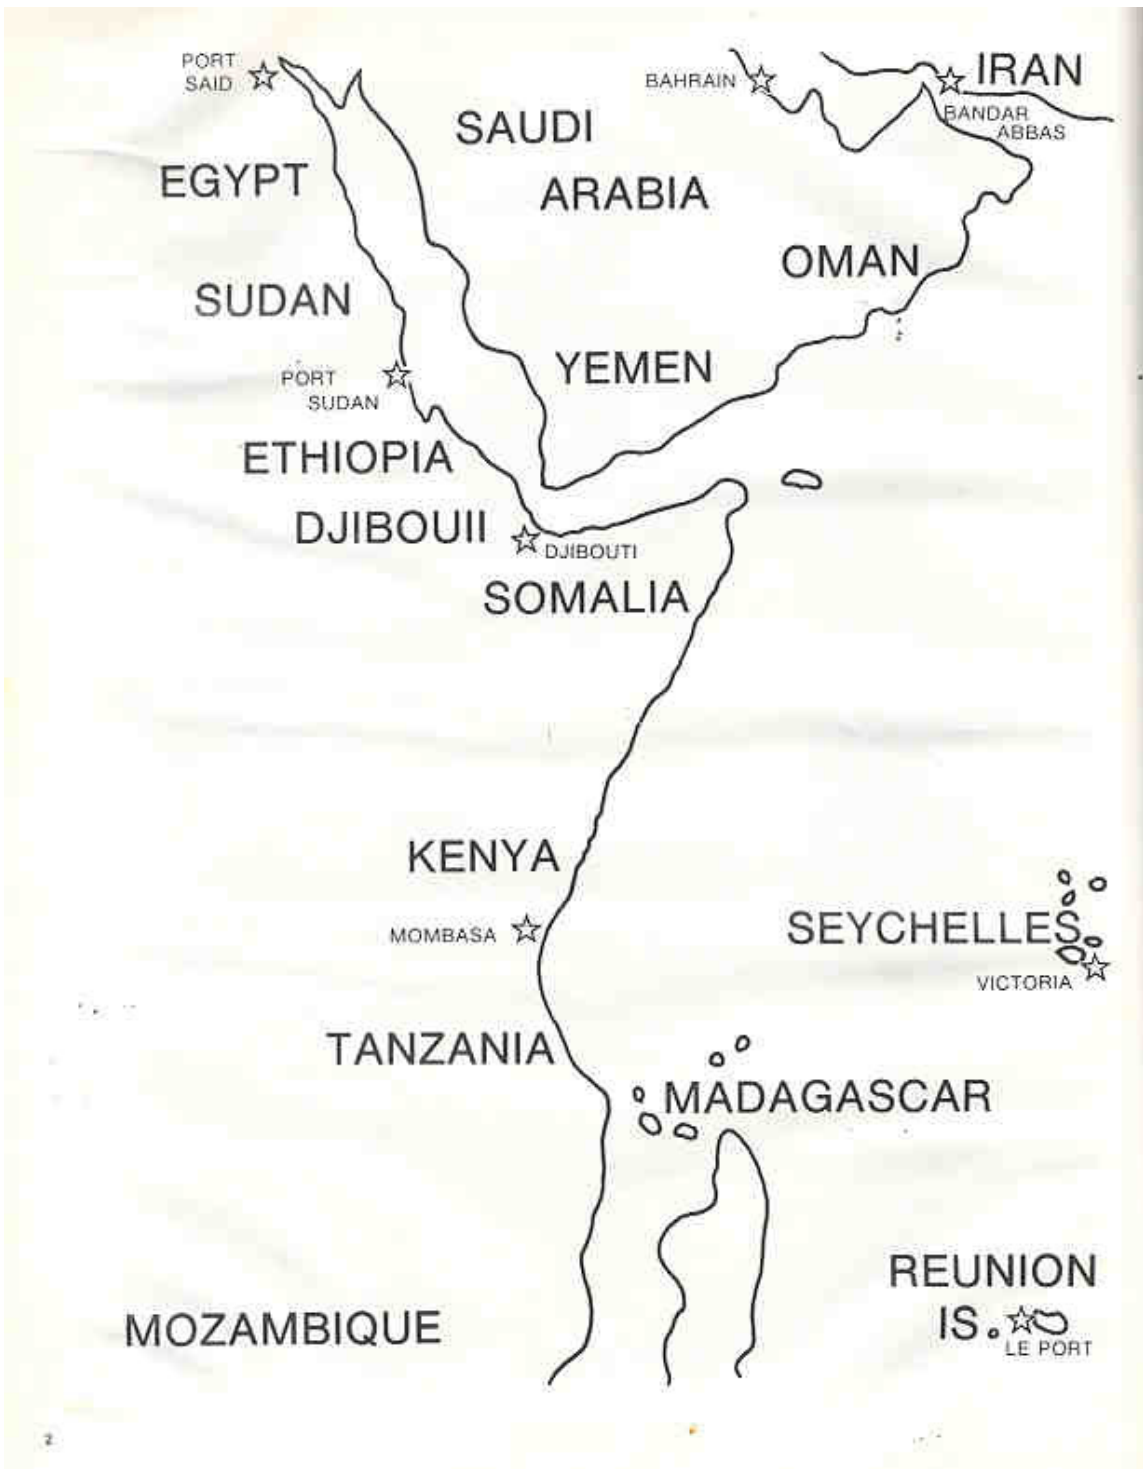 PORT
SAID
BAHRAIN
IRAN
BANDAR
ABBAS
SAUDI
ARABIA
EGYPT
OMAN
SUDAN
YEMEN
PORT
SUDAN
ETHIOPIA
DJIBOUII
DJIBOUTI
SOMALIA
KENYA
MOMBASA
SEYCHELLES
VICTORIA
TANZANIA
MADAGASCAR
REUNION
IS.
LE PORT
MOZAMBIQUE
2